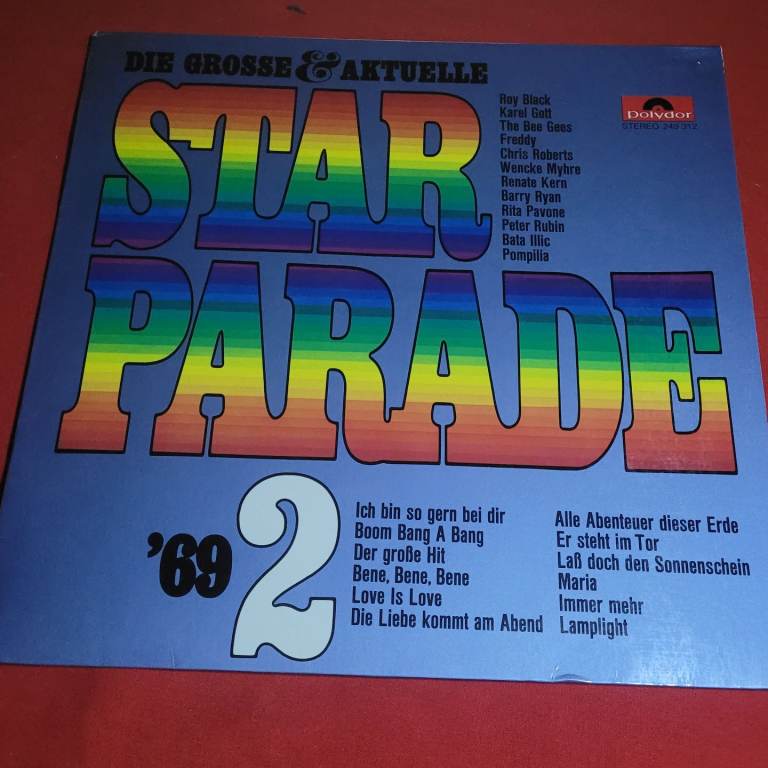 DIE GROSSE & AKTUELLE
STAR
PARADE
Roy Black
Karel Gott
The Bee Gees
Freddy
Chris Roberts
Wencke Myhre
Renate Kern
Barry Ryan
Rita Pavone
Peter Rubin
Bata Illic
Pompilia
Polydor
STEREO 249 312
'69 2
Ich bin so gern bei dir
Boom Bang A Bang
Der große Hit
Bene, Bene, Bene
Love Is Love
Die Liebe kommt am Abend
Alle Abenteuer dieser Erde
Er steht im Tor
Laß doch den Sonnenschein
Maria
Immer mehr
Lamplight